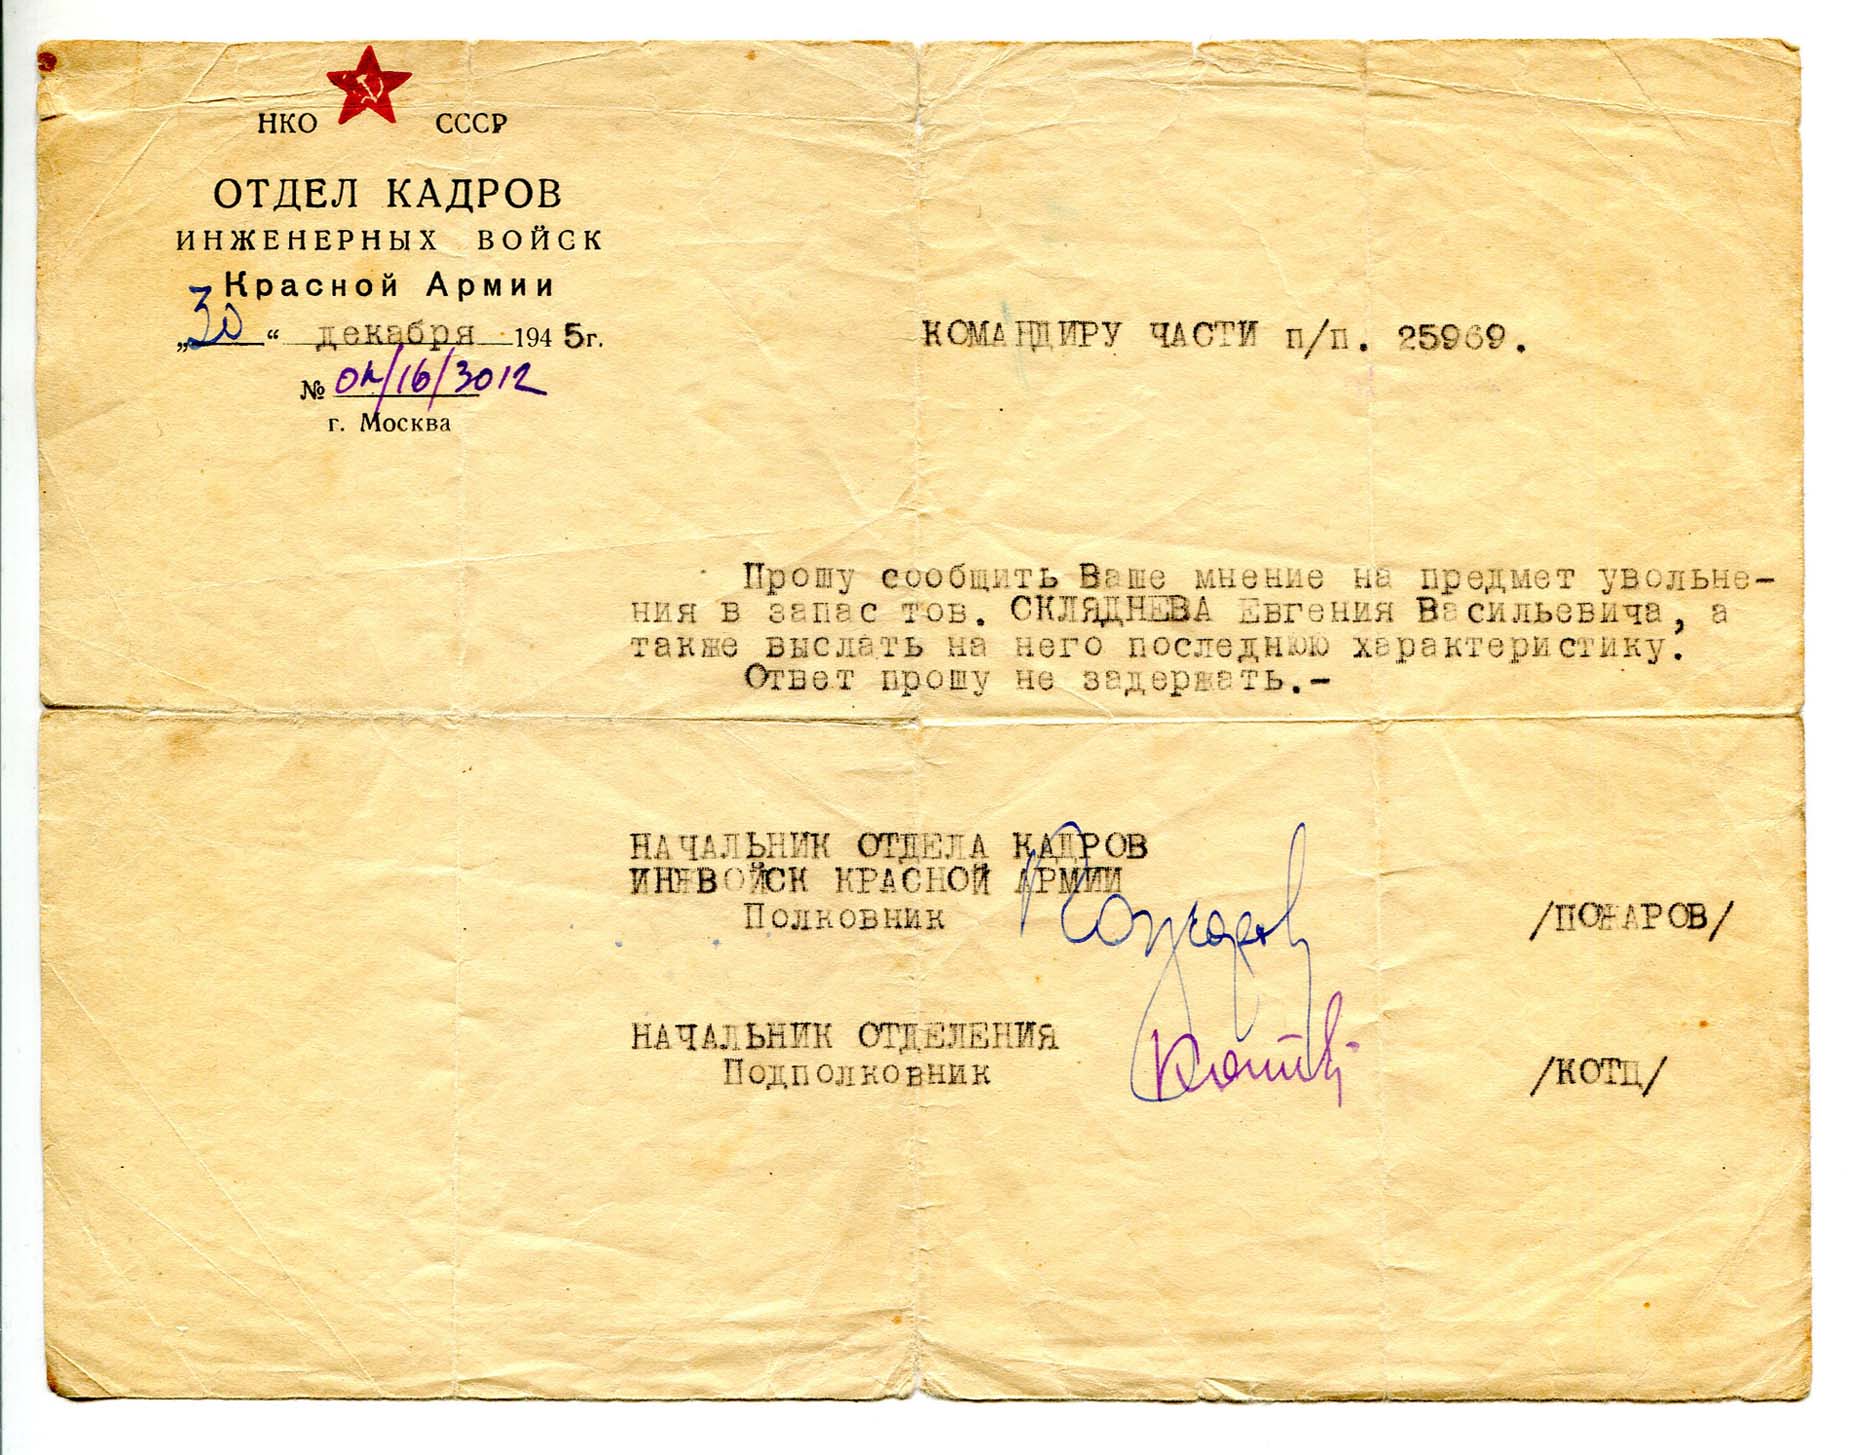 НКО СССР
ОТДЕЛ КАДРОВ
ИНЖЕНЕРНЫХ ВОЙСК
Красной Армии
„30“ декабря 1945г.
№ ок/16/3012
г. Москва
КОМАНДИРУ ЧАСТИ п/п. 25969.
Прошу сообщить Ваше мнение на предмет увольне-
ния в запас тов. СКЛЯДНЕВА Евгения Васильевича, а
также выслать на него последнюю характеристику.
Ответ прошу не задержать.-
НАЧАЛЬНИК ОТДЕЛА КАДРОВ
ИНЖВОЙСК КРАСНОЙ АРМИИ
Полковник /ПОЖАРОВ/
НАЧАЛЬНИК ОТДЕЛЕНИЯ
Подполковник /КОТЦ/